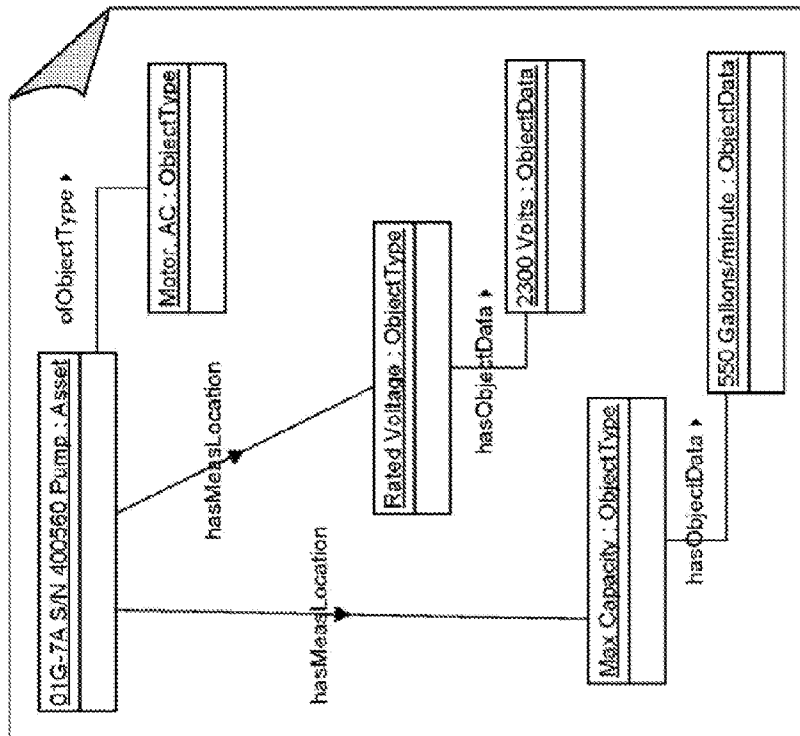 01G-7A S/N 400560 Pump : Asset
ofObjectType
Motor, AC : ObjectType
hasMeasLocation
hasMeasLocation
Rated Voltage : ObjectType
hasObjectData
2300 Volts : ObjectData
Max Capacity : ObjectType
hasObjectData
550 Gallons/minute : ObjectData